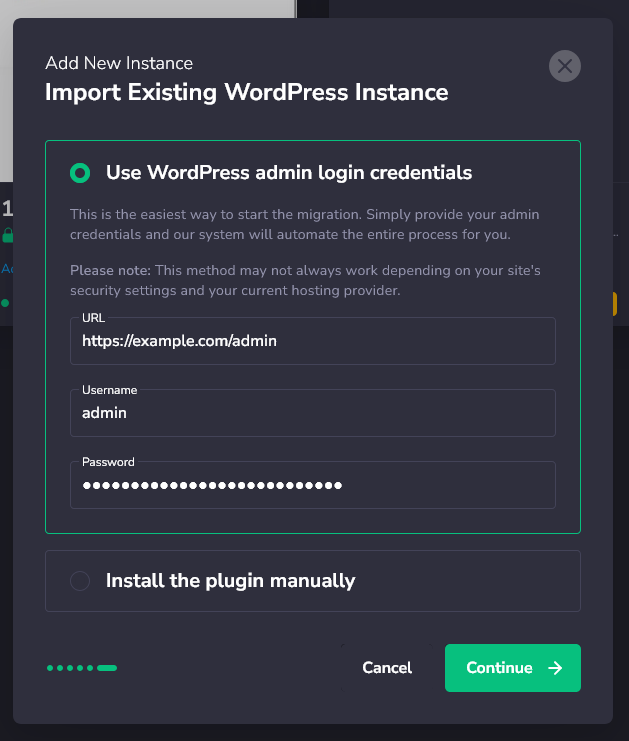 Add New Instance
Import Existing WordPress Instance
Use WordPress admin login credentials
This is the easiest way to start the migration. Simply provide your admin
credentials and our system will automate the entire process for you.
Please note: This method may not always work depending on your site's
security settings and your current hosting provider.
URL
https://example.com/admin
Username
admin
Password
Install the plugin manually
Cancel
Continue